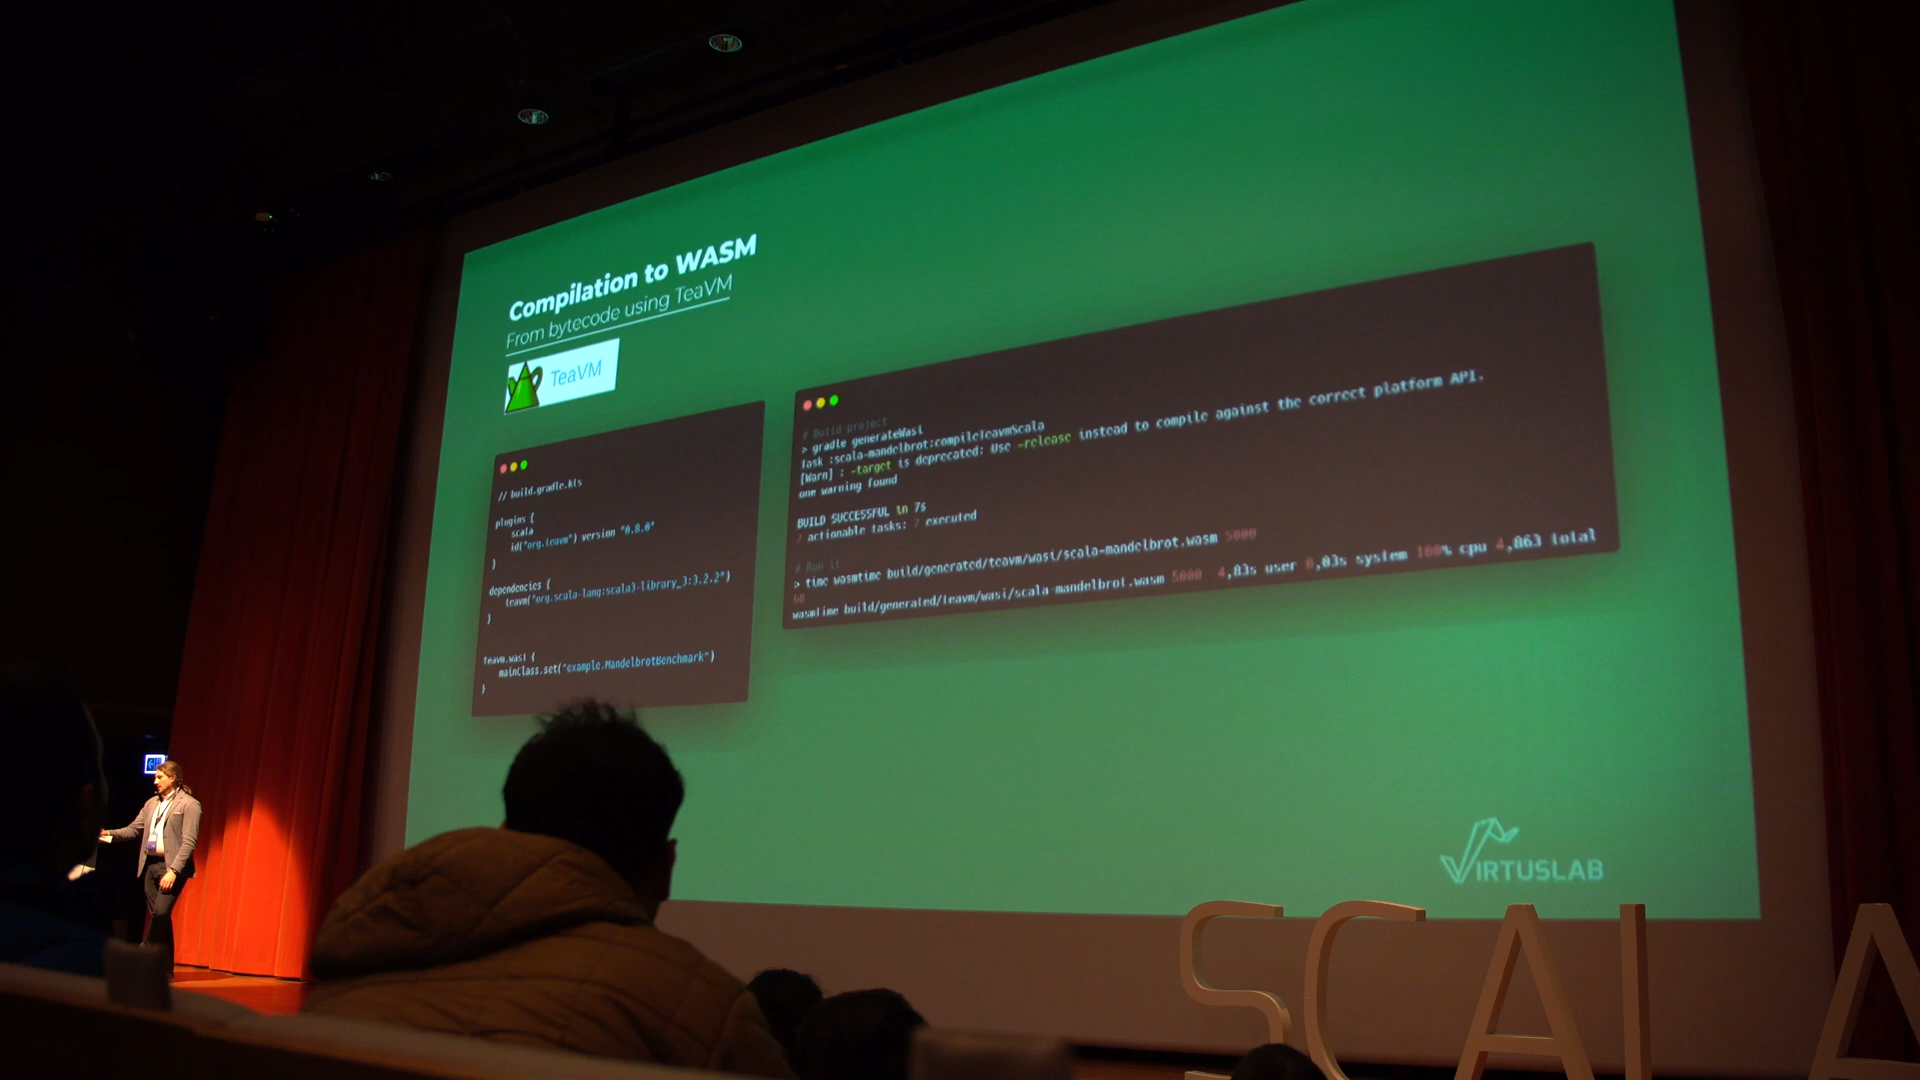 Compilation to WASM
From bytecode using TeaVM
TeaVM
// build.gradle.kts
plugins {
scala
id("org.teavm") version "0.8.0"
}
dependencies {
teavm("org.scala-lang:scala3-library_3:3.2.2")
}
teavm.wasi {
mainClass.set("example.MandelbrotBenchmark")
}
# Build project
> gradle generateWasi
Task :scala-mandelbrot:compileTeavmScala
[Warn] : -target is deprecated: Use -release instead to compile against the correct platform API.
one warning found
BUILD SUCCESSFUL in 7s
2 actionable tasks: 2 executed
# Run it
> time wasmtime build/generated/teavm/wasi/scala-mandelbrot.wasm 5000
68
wasmtime build/generated/teavm/wasi/scala-mandelbrot.wasm 5000 4,83s user 0,03s system 100% cpu 4,863 total
VIRTUSLAB
SCALA